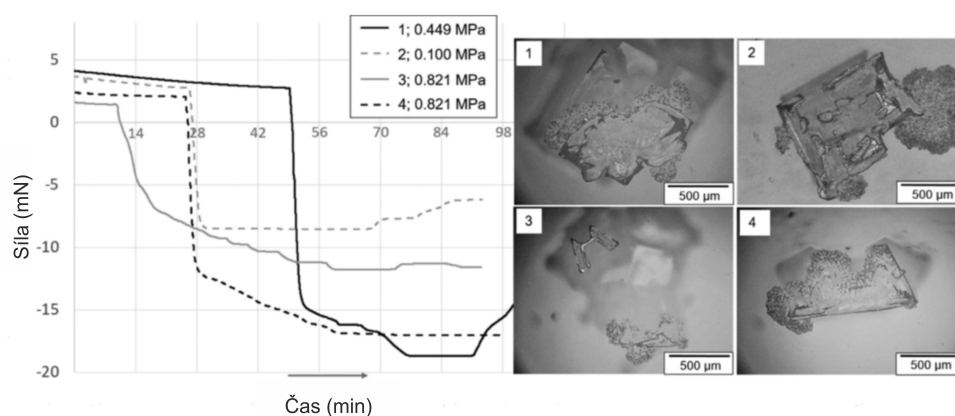 1; 0.449 MPa
2; 0.100 MPa
3; 0.821 MPa
4; 0.821 MPa
5
0
-5
-10
-15
-20
14
28
42
56
70
84
98
Síla (mN)
Čas (min)
1
500 µm
2
500 µm
3
500 µm
4
500 µm